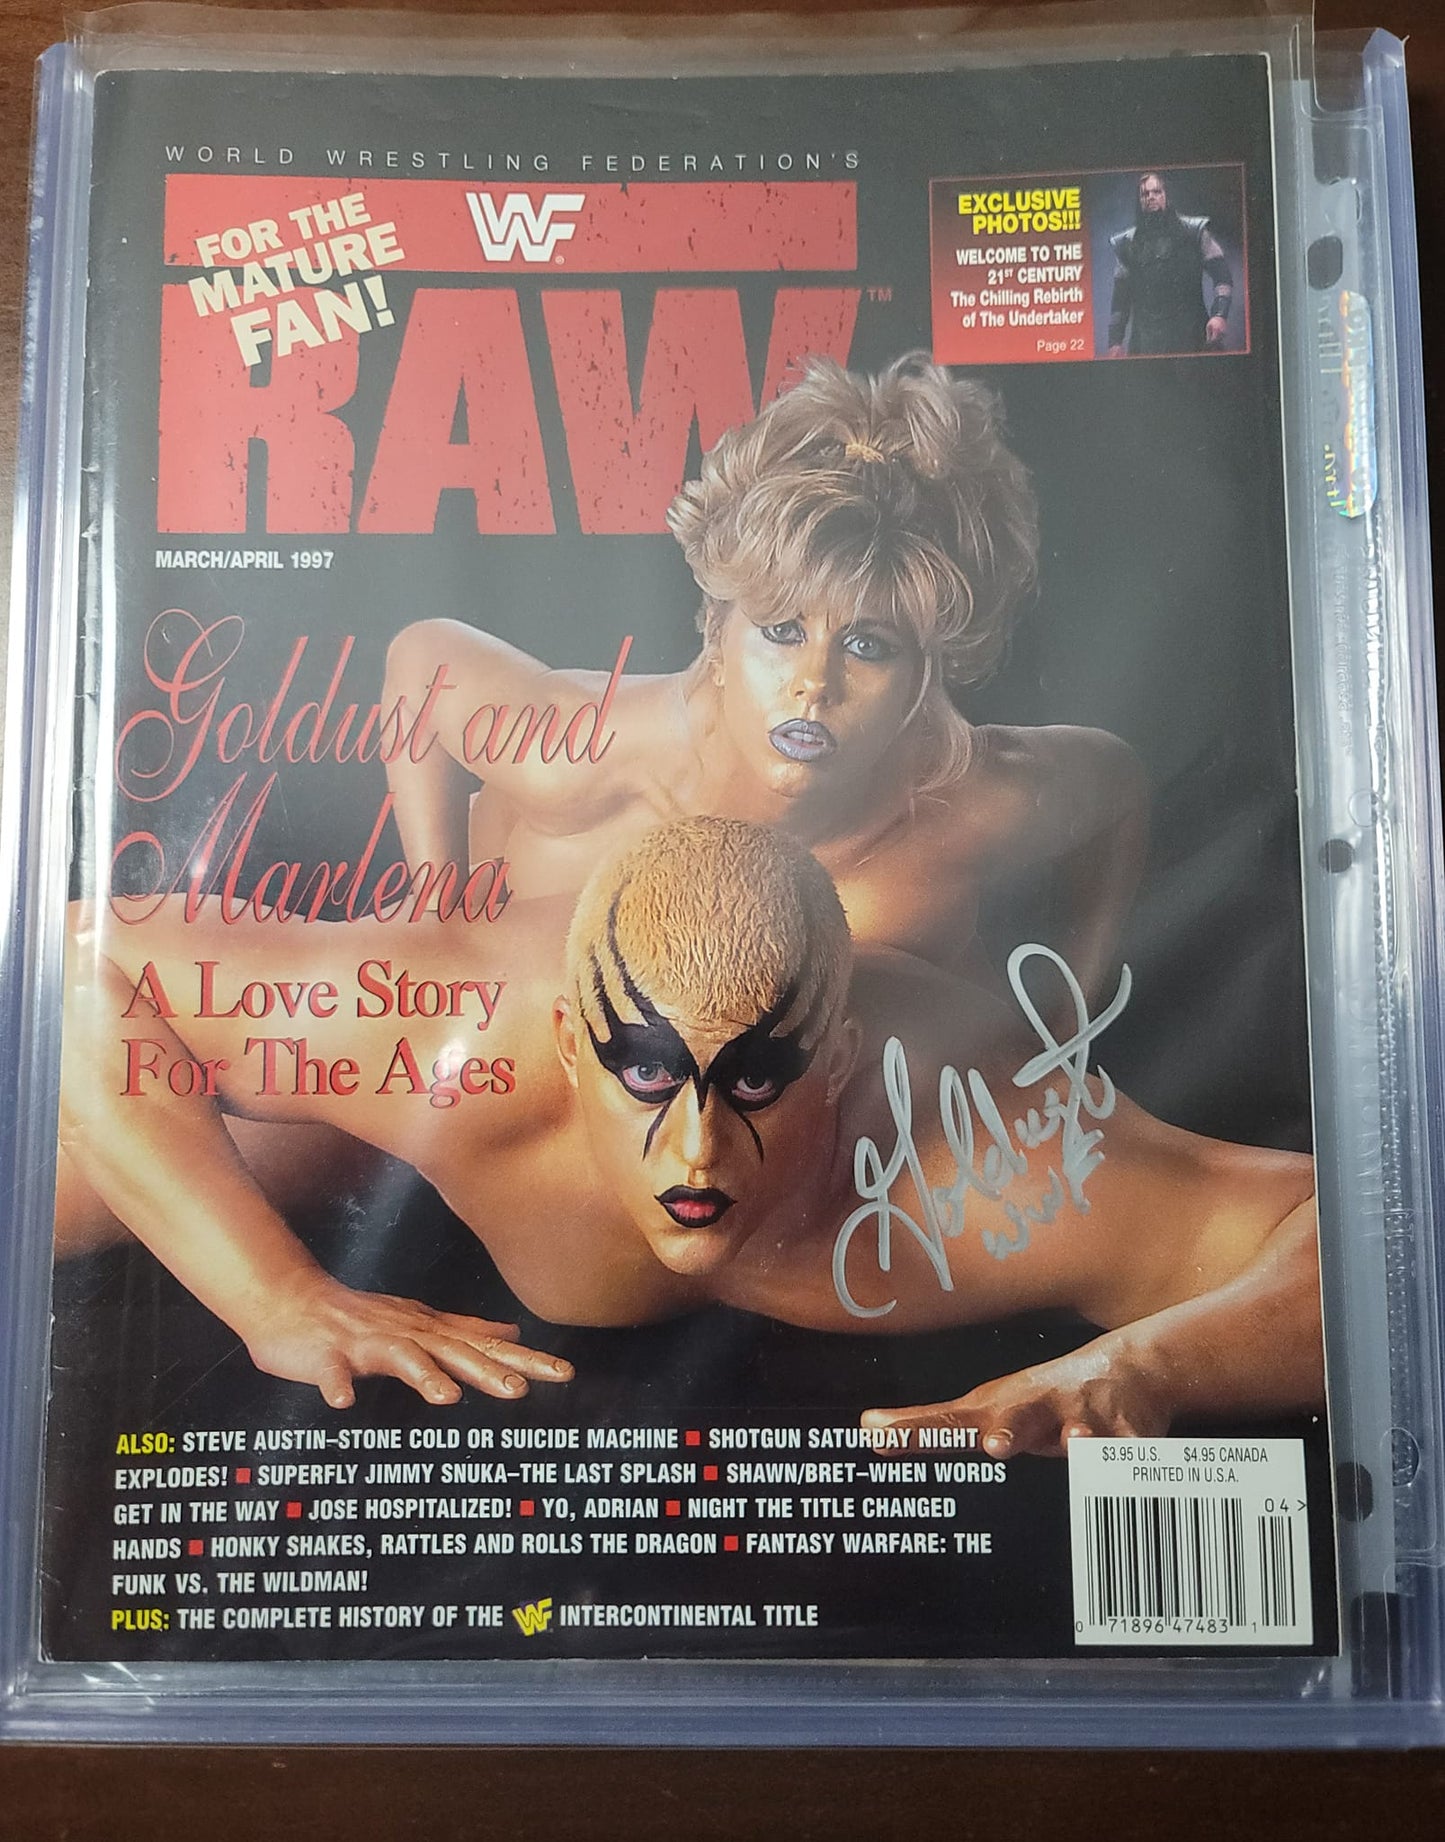 WORLD WRESTLING FEDERATION'S
FOR THE
MATURE
FAN!
WF®
RAW™
EXCLUSIVE
PHOTOS!!!
WELCOME TO THE
21ST CENTURY
The Chilling Rebirth
of The Undertaker
Page 22
MARCH/APRIL 1997
Goldust and
Marlena
A Love Story
For The Ages
Goldust
WWF
ALSO: STEVE AUSTIN–STONE COLD OR SUICIDE MACHINE ■ SHOTGUN SATURDAY NIGHT
EXPLODES! ■ SUPERFLY JIMMY SNUKA–THE LAST SPLASH ■ SHAWN/BRET–WHEN WORDS
GET IN THE WAY ■ JOSE HOSPITALIZED! ■ YO, ADRIAN ■ NIGHT THE TITLE CHANGED
HANDS ■ HONKY SHAKES, RATTLES AND ROLLS THE DRAGON ■ FANTASY WARFARE: THE
FUNK VS. THE WILDMAN!
PLUS: THE COMPLETE HISTORY OF THE WF INTERCONTINENTAL TITLE
$3.95 U.S. $4.95 CANADA
PRINTED IN U.S.A.
04>
0 71896 47483 1